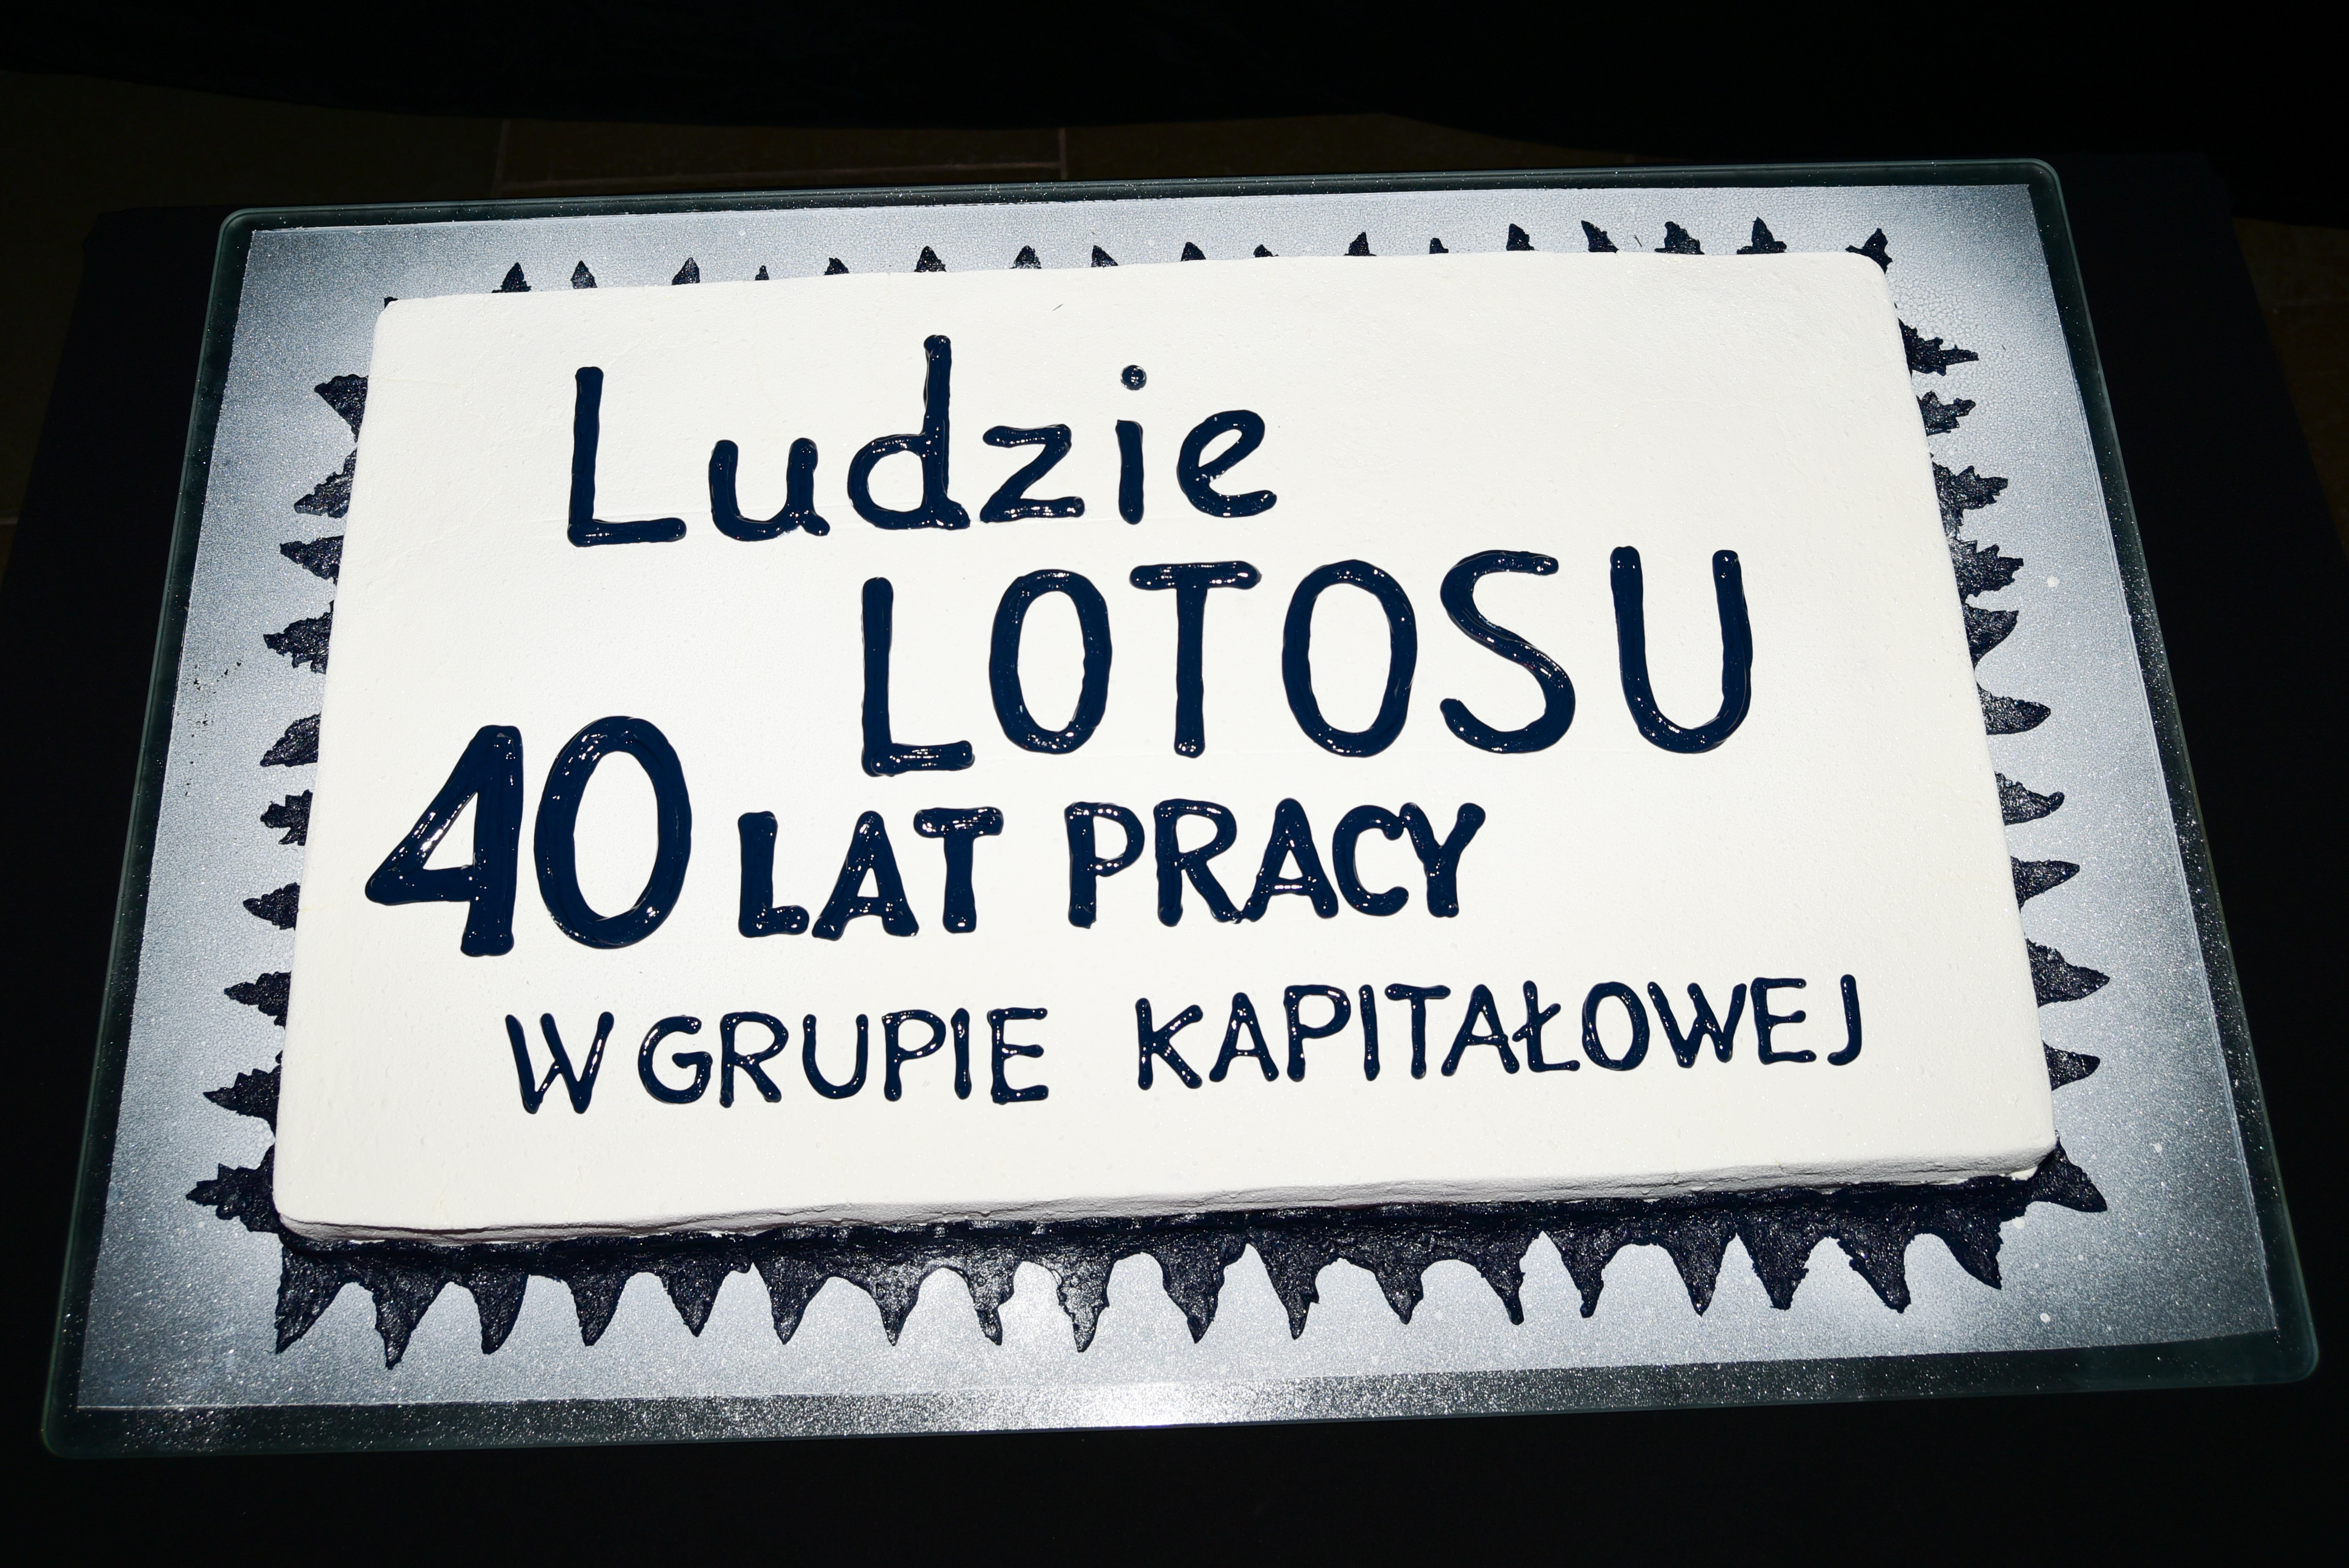 Ludzie
LOTOSU
40 LAT PRACY
W GRUPIE KAPITAŁOWEJ